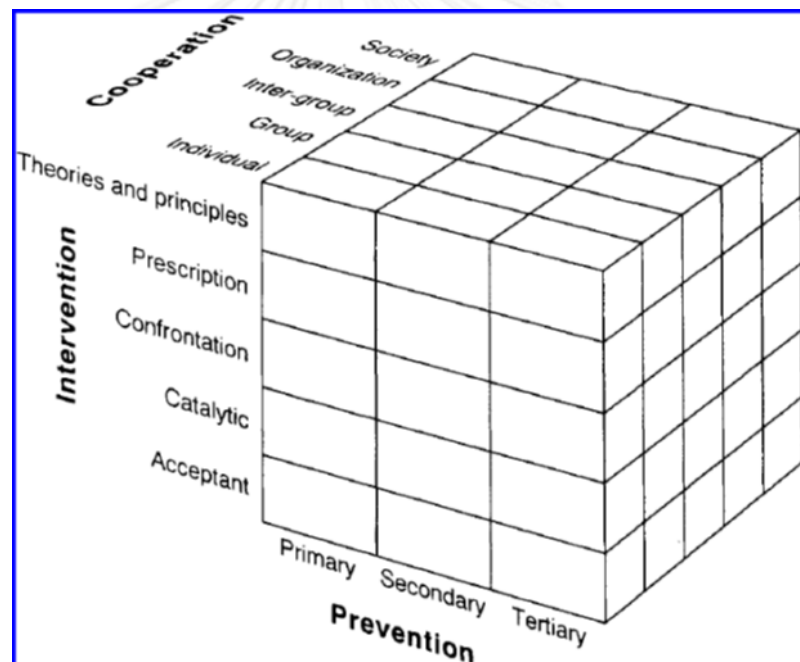 Cooperation
Society
Organization
Inter-group
Group
Individual
Intervention
Theories and principles
Prescription
Confrontation
Catalytic
Acceptant
Primary
Secondary
Tertiary
Prevention